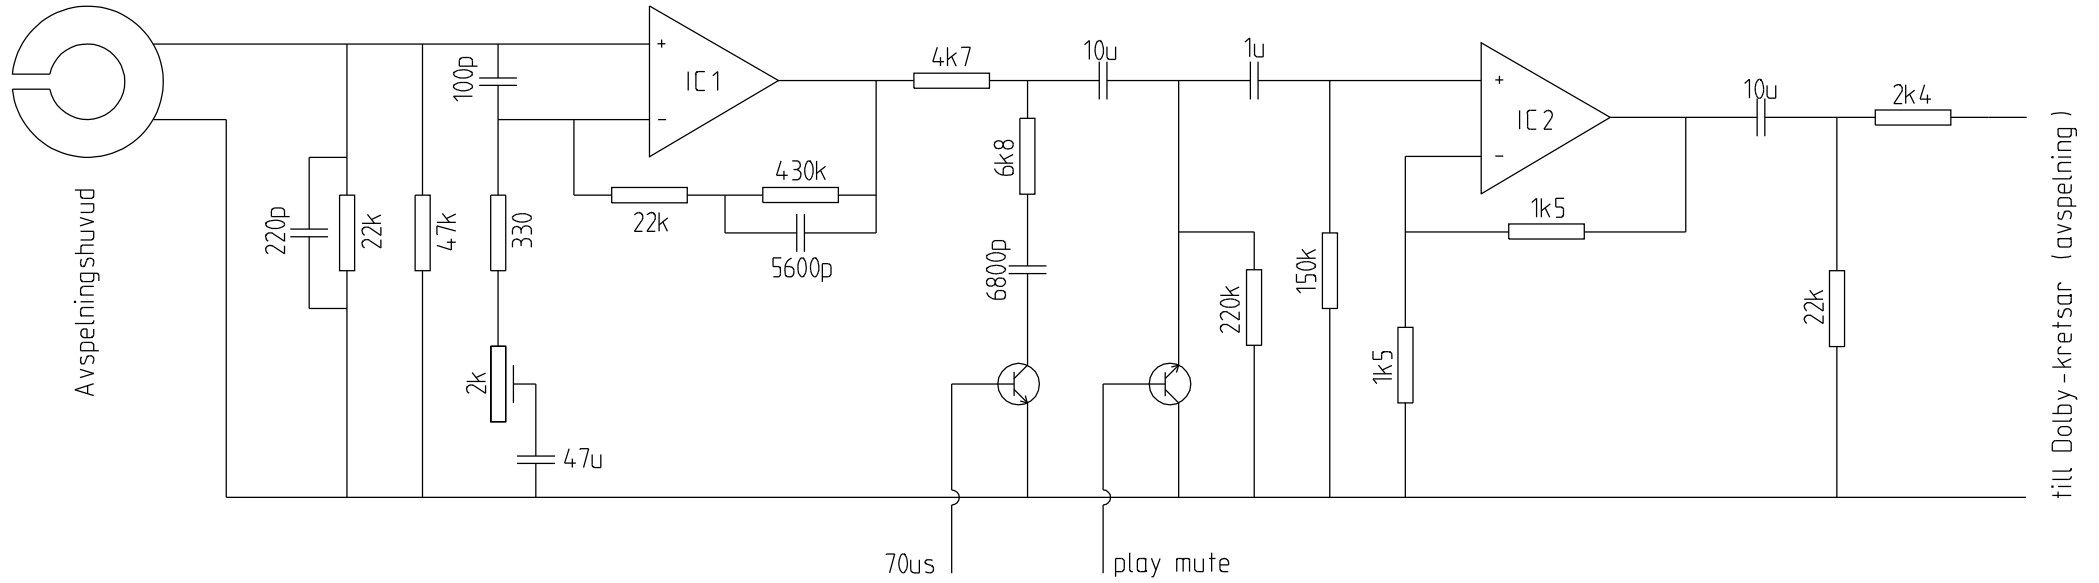 Avspelningshuvud
220p
22k
47k
100p
330
2k
47u
+
IC1
−
22k
430k
5600p
4k7
6k8
6800p
10u
1u
220k
150k
+
IC2
−
1k5
1k5
10u
22k
2k4
till Dolby-kretsar (avspelning)
70us
play mute